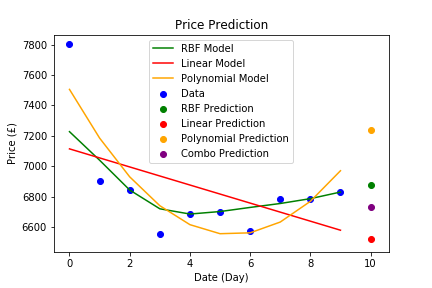 Price Prediction
7800
7600
7400
7200
7000
6800
6600
Price (£)
RBF Model
Linear Model
Polynomial Model
Data
RBF Prediction
Linear Prediction
Polynomial Prediction
Combo Prediction
0 2 4 6 8 10
Date (Day)